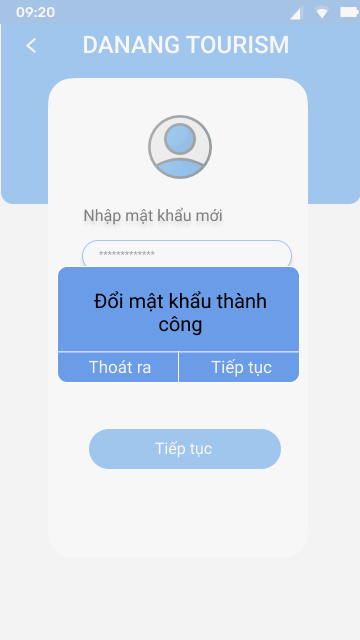 09:20
DANANG TOURISM
Nhập mật khẩu mới
*************
Đổi mật khẩu thành
công
Thoát ra
Tiếp tục
Tiếp tục